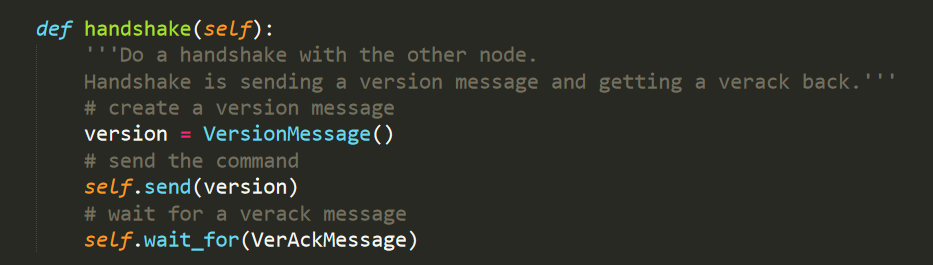 def handshake(self):
    '''Do a handshake with the other node.
    Handshake is sending a version message and getting a verack back.'''
    # create a version message
    version = VersionMessage()
    # send the command
    self.send(version)
    # wait for a verack message
    self.wait_for(VerAckMessage)